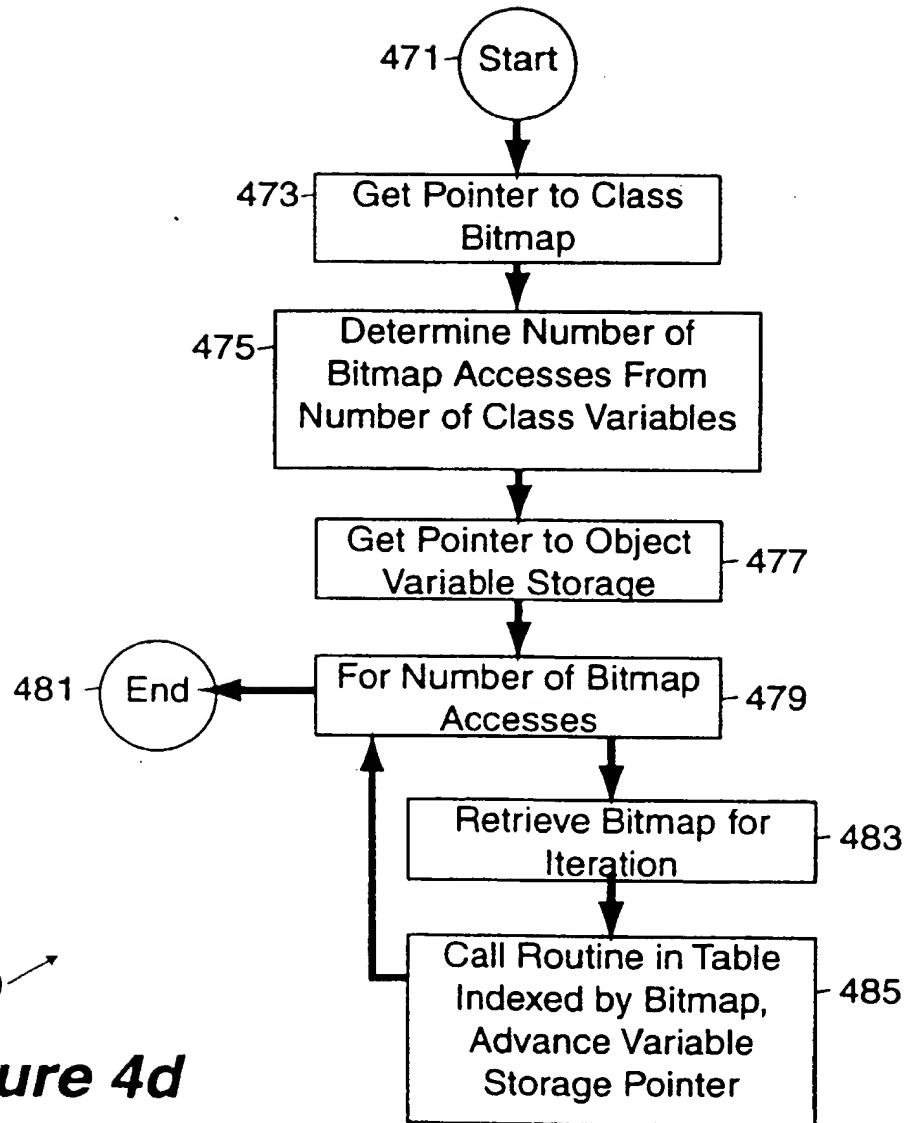 471 Start
473 Get Pointer to Class
Bitmap
475 Determine Number of
Bitmap Accesses From
Number of Class Variables
Get Pointer to Object
Variable Storage 477
481 End For Number of Bitmap
Accesses 479
Retrieve Bitmap for
Iteration 483
Call Routine in Table
Indexed by Bitmap, 485
Advance Variable
Storage Pointer
ure 4d